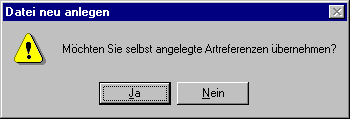 Datei neu anlegen
Möchten Sie selbst angelegte Artreferenzen übernehmen?
Ja
Nein